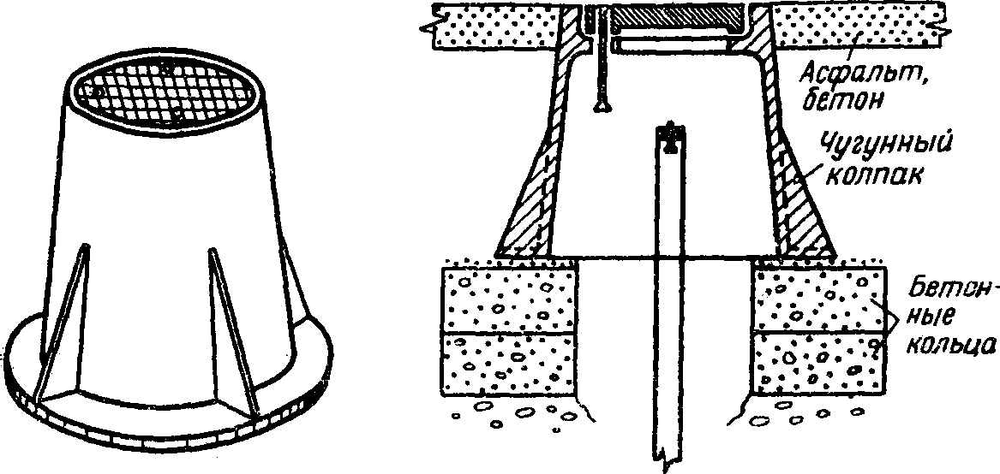 Асфальт,
бетон
Чугунный
колпак
Бетон-
ные
кольца